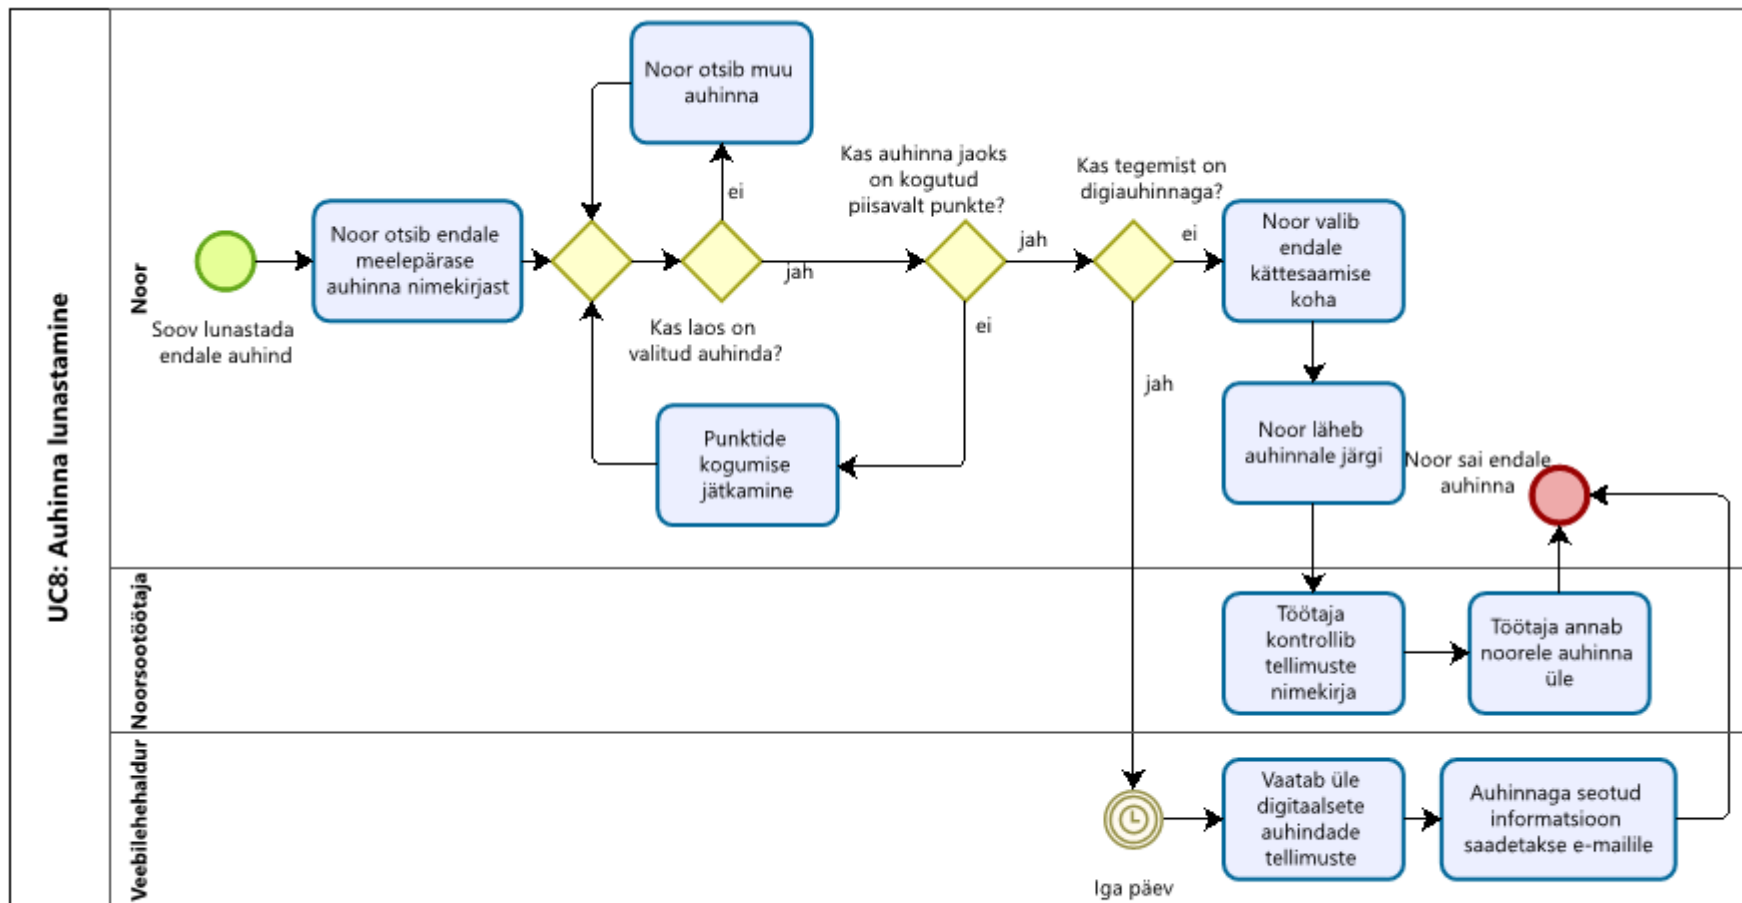 UC8: Auhinna lunastamine
Noor
Soov lunastada
endale auhind
Noor otsib endale
meelepärase
auhinna nimekirjast
Noor otsib muu
auhinna
ei
Kas laos on
valitud auhinda?
jah
Punktide
kogumise
jätkamine
Kas auhinna jaoks
on kogutud
piisavalt punkte?
jah
ei
Kas tegemist on
digiauhinnaga?
ei
jah
Noor valib
endale
kättesaamise
koha
Noor läheb
auhinnale järgi
Noor sai endale
auhinna
Noorsootöötaja
Töötaja
kontrollib
tellimuste
nimekirja
Töötaja annab
noorele auhinna
üle
Veebilehehaldur
Iga päev
Vaatab üle
digitaalsete
auhindade
tellimuste
Auhinnaga seotud
informatsioon
saadetakse e-mailile